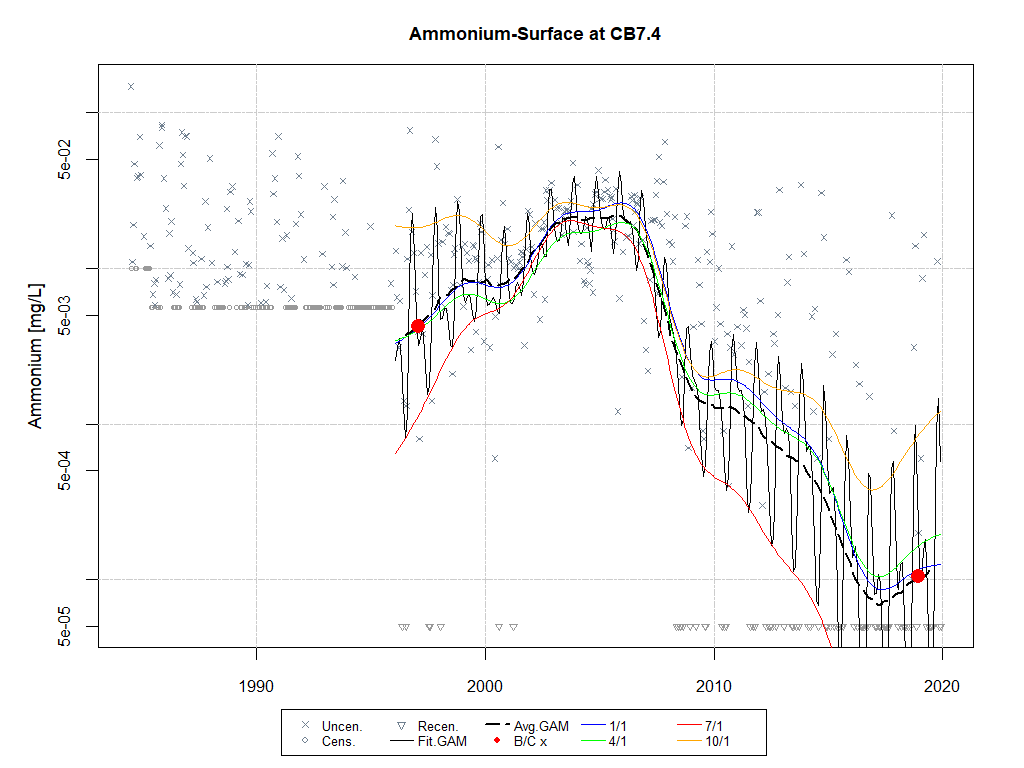 Ammonium-Surface at CB7.4
Ammonium [mg/L]
5e-02
5e-03
5e-04
5e-05
1990 2000 2010 2020
Uncen. Recen. Avg.GAM 1/1 7/1
Cens. Fit.GAM B/C x 4/1 10/1